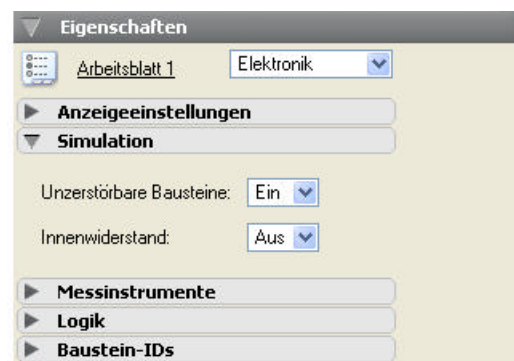 Eigenschaften
Arbeitsblatt 1 Elektronik
Anzeigeeinstellungen
Simulation
Unzerstörbare Bausteine: Ein
Innenwiderstand: Aus
Messinstrumente
Logik
Baustein-IDs